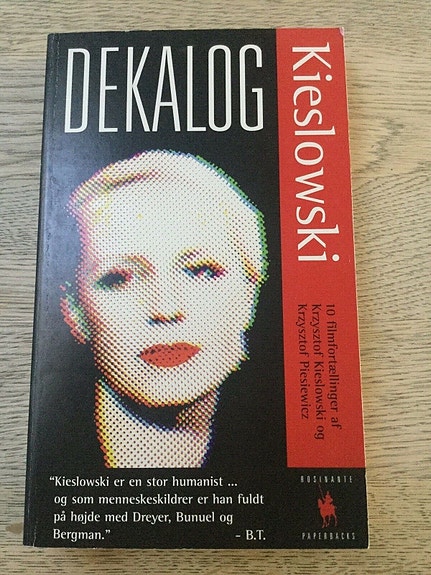 DEKALOG
Kieslowski
10 filmfortællinger af
Krzysztof Kieslowski og
Krzysztof Piesiewicz
"Kieslowski er en stor humanist ...
og som menneskeskildrer er han fuldt
på højde med Dreyer, Bunuel og
Bergman." - B.T.
ROSINANTE
PAPERBACKS